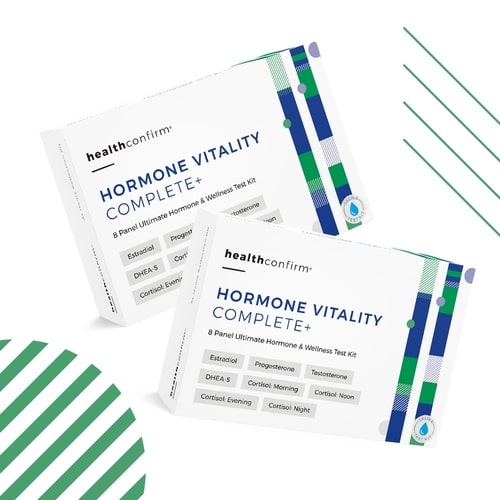 healthconfirm®
HORMONE VITALITY
COMPLETE+
8 Panel Ultimate Hormone & Wellness Test Kit
Estradiol
DHEA-S
Cortisol: Evening
healthconfirm®
HORMONE VITALITY
COMPLETE+
8 Panel Ultimate Hormone & Wellness Test Kit
Estradiol Progesterone Testosterone
DHEA-S Cortisol: Morning Cortisol: Noon
Cortisol: Evening Cortisol: Night